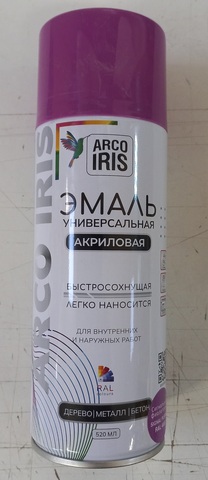 ARCO IRIS
ARCO
IRIS
ЭМАЛЬ
УНИВЕРСАЛЬНАЯ
АКРИЛОВАЯ
БЫСТРОСОХНУЩАЯ
ЛЕГКО НАНОСИТСЯ
ДЛЯ ВНУТРЕННИХ
И НАРУЖНЫХ РАБОТ
RAL
ДЕРЕВО|МЕТАЛЛ|БЕТОН
520 МЛ